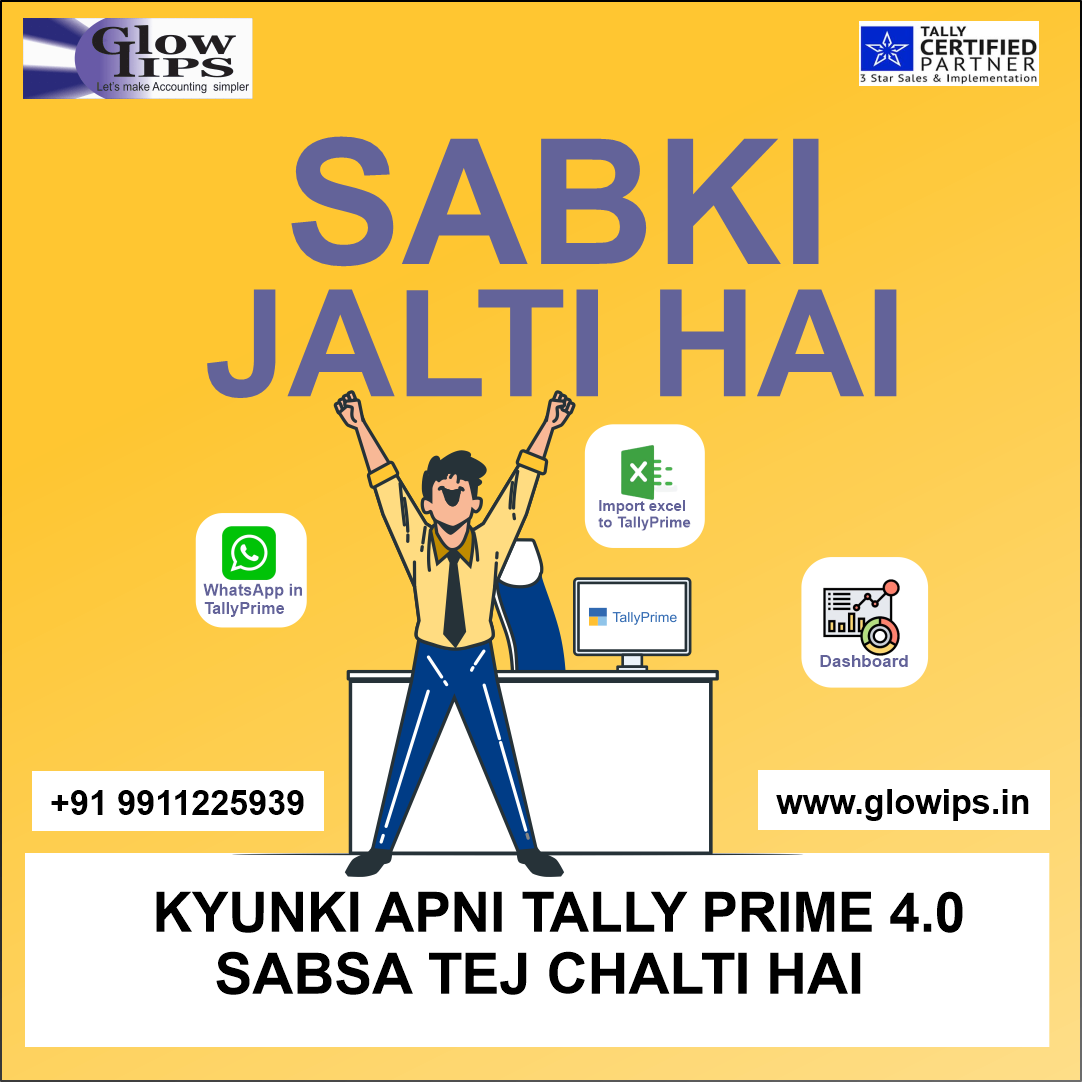 Glow
IPS
Let's make Accounting simpler
TALLY
CERTIFIED
PARTNER
3 Star Sales & Implementation
SABKI
JALTI HAI
X
Import excel
to TallyPrime
WhatsApp in
TallyPrime
TallyPrime
Dashboard
+91 9911225939
www.glowips.in
KYUNKI APNI TALLY PRIME 4.0
SABSA TEJ CHALTI HAI